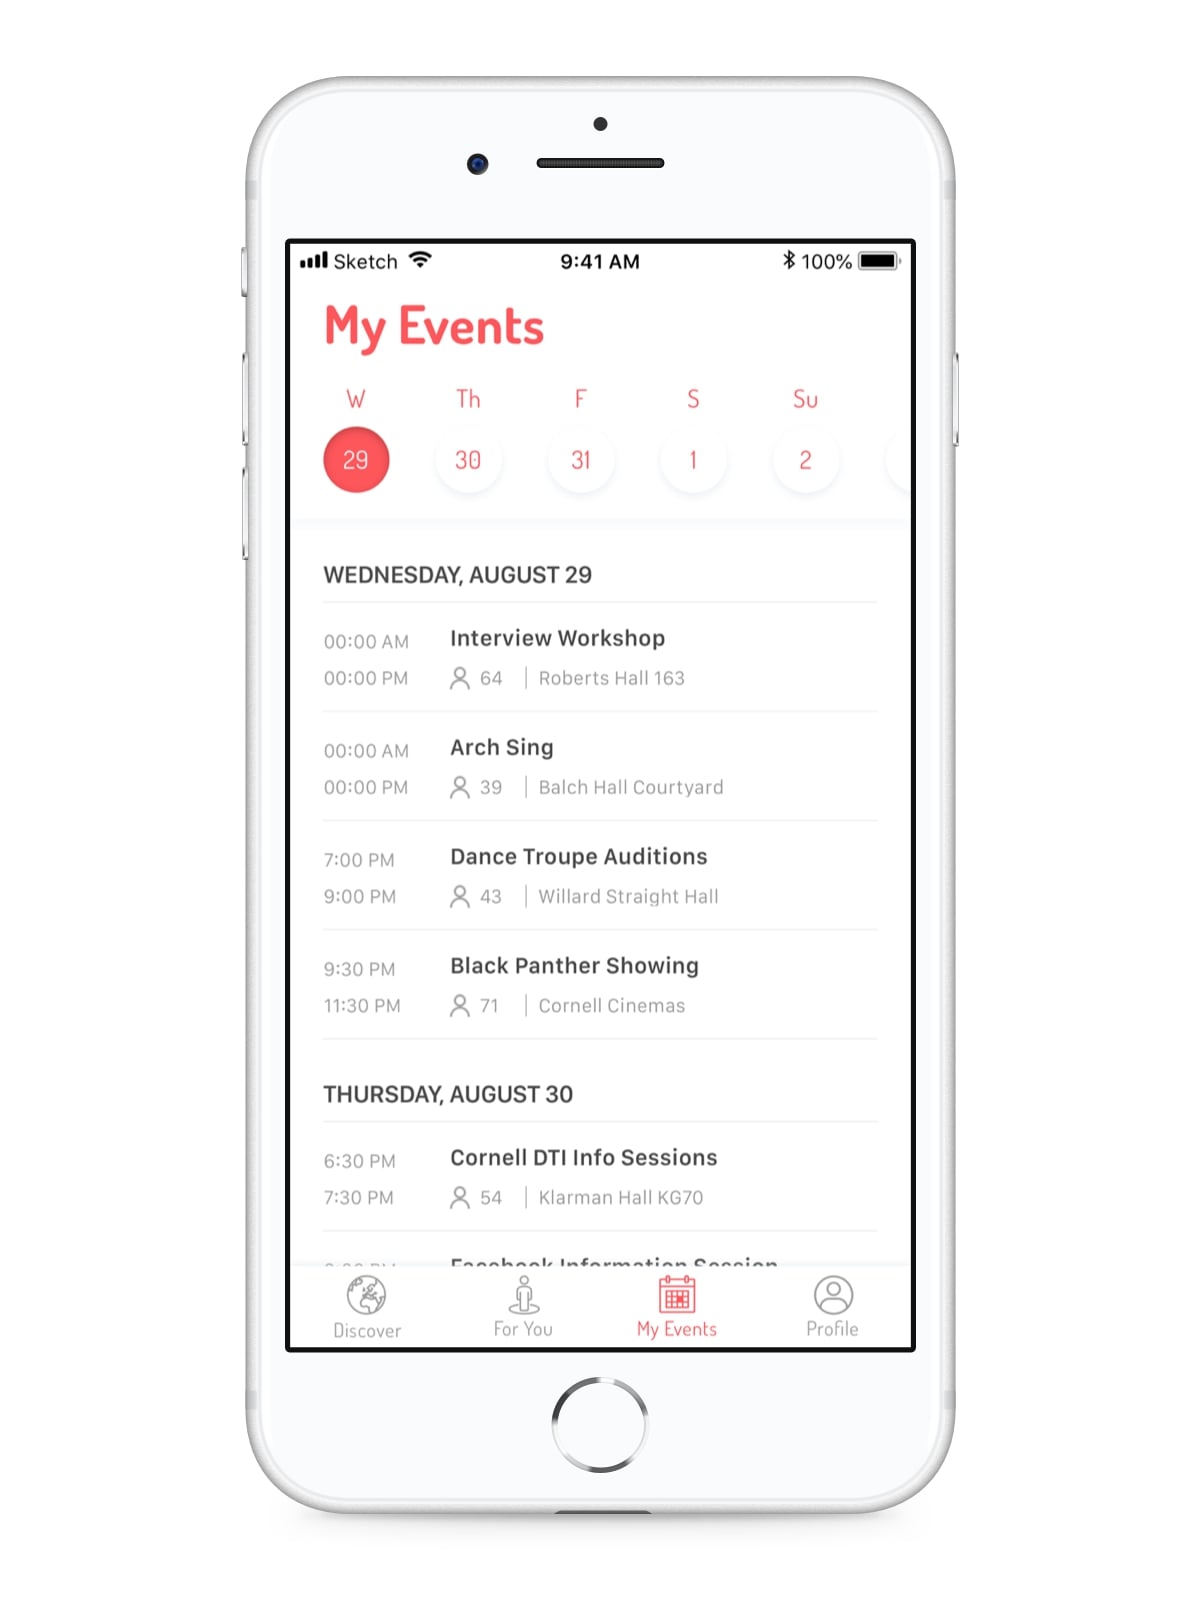 Sketch 9:41 AM 100%
My Events
W Th F S Su
29 30 31 1 2
WEDNESDAY, AUGUST 29
00:00 AM Interview Workshop
00:00 PM 64 Roberts Hall 163
00:00 AM Arch Sing
00:00 PM 39 Balch Hall Courtyard
7:00 PM Dance Troupe Auditions
9:00 PM 43 Willard Straight Hall
9:30 PM Black Panther Showing
11:30 PM 71 Cornell Cinemas
THURSDAY, AUGUST 30
6:30 PM Cornell DTI Info Sessions
7:30 PM 54 Klarman Hall KG70
Facebook Information Session
Discover For You My Events Profile